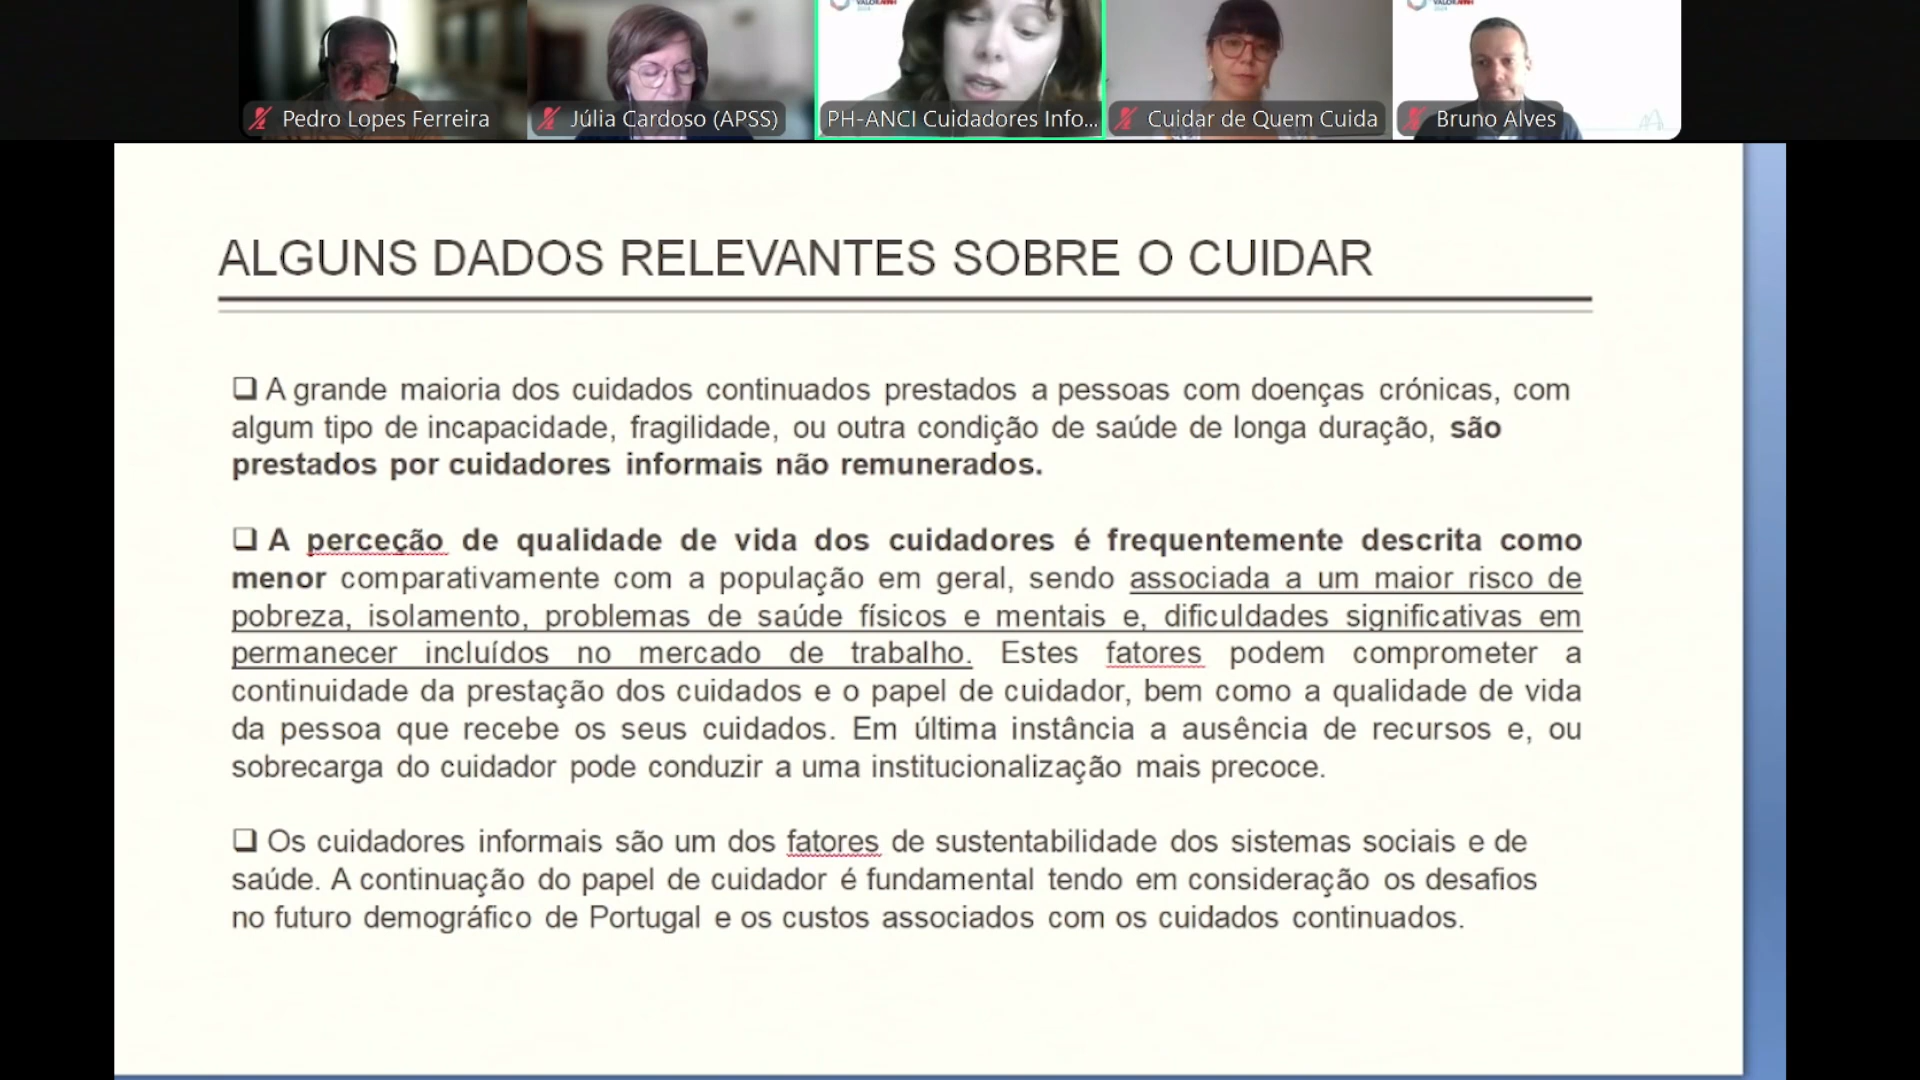 VALOR
Pedro Lopes Ferreira
Júlia Cardoso (APSS)
PH-ANCI Cuidadores Info...
Cuidar de Quem Cuida
Bruno Alves
ALGUNS DADOS RELEVANTES SOBRE O CUIDAR
❑ A grande maioria dos cuidados continuados prestados a pessoas com doenças crónicas, com
algum tipo de incapacidade, fragilidade, ou outra condição de saúde de longa duração, são
prestados por cuidadores informais não remunerados.
❑ A perceção de qualidade de vida dos cuidadores é frequentemente descrita como
menor comparativamente com a população em geral, sendo associada a um maior risco de
pobreza, isolamento, problemas de saúde físicos e mentais e, dificuldades significativas em
permanecer incluídos no mercado de trabalho. Estes fatores podem comprometer a
continuidade da prestação dos cuidados e o papel de cuidador, bem como a qualidade de vida
da pessoa que recebe os seus cuidados. Em última instância a ausência de recursos e, ou
sobrecarga do cuidador pode conduzir a uma institucionalização mais precoce.
❑ Os cuidadores informais são um dos fatores de sustentabilidade dos sistemas sociais e de
saúde. A continuação do papel de cuidador é fundamental tendo em consideração os desafios
no futuro demográfico de Portugal e os custos associados com os cuidados continuados.